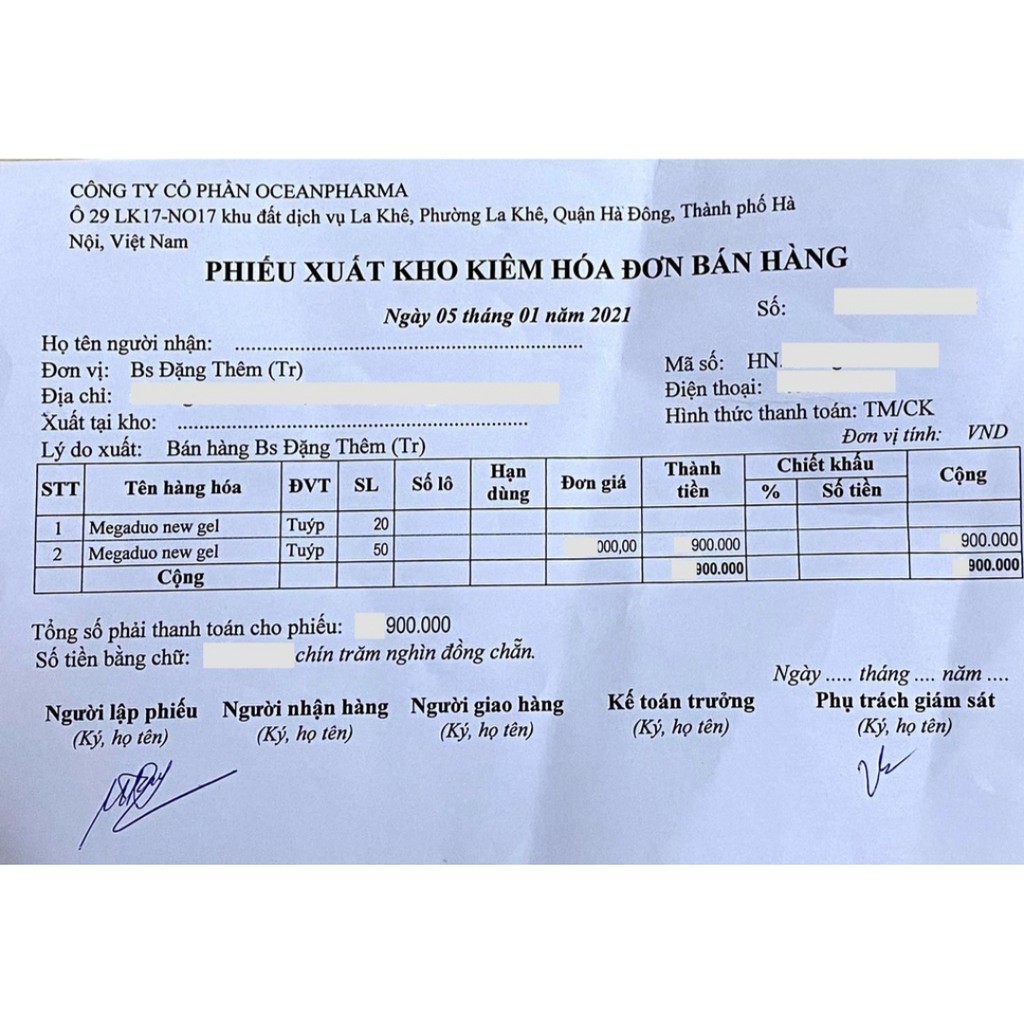 CÔNG TY CỔ PHẦN OCEANPHARMA
Ô 29 LK17-NO17 khu đất dịch vụ La Khê, Phường La Khê, Quận Hà Đông, Thành phố Hà
Nội, Việt Nam
PHIẾU XUẤT KHO KIÊM HÓA ĐƠN BÁN HÀNG
Ngày 05 tháng 01 năm 2021
Số:
Họ tên người nhận: ............................................................
Đơn vị: Bs Đặng Thêm (Tr)
Mã số: HN
Địa chỉ:
Điện thoại:
Xuất tại kho: ............................................................
Hình thức thanh toán: TM/CK
Lý do xuất: Bán hàng Bs Đặng Thêm (Tr)
Đơn vị tính: VND
STT Tên hàng hóa ĐVT SL Số lô Hạn dùng Đơn giá Thành tiền Chiết khấu % Số tiền Cộng
1 Megaduo new gel Tuýp 20
2 Megaduo new gel Tuýp 50 000,00 900.000 900.000
Cộng 900.000 900.000
Tổng số phải thanh toán cho phiếu: 900.000
Số tiền bằng chữ: chín trăm nghìn đồng chẵn.
Ngày ..... tháng .... năm ....
Người lập phiếu Người nhận hàng Người giao hàng Kế toán trưởng Phụ trách giám sát
(Ký, họ tên) (Ký, họ tên) (Ký, họ tên) (Ký, họ tên) (Ký, họ tên)